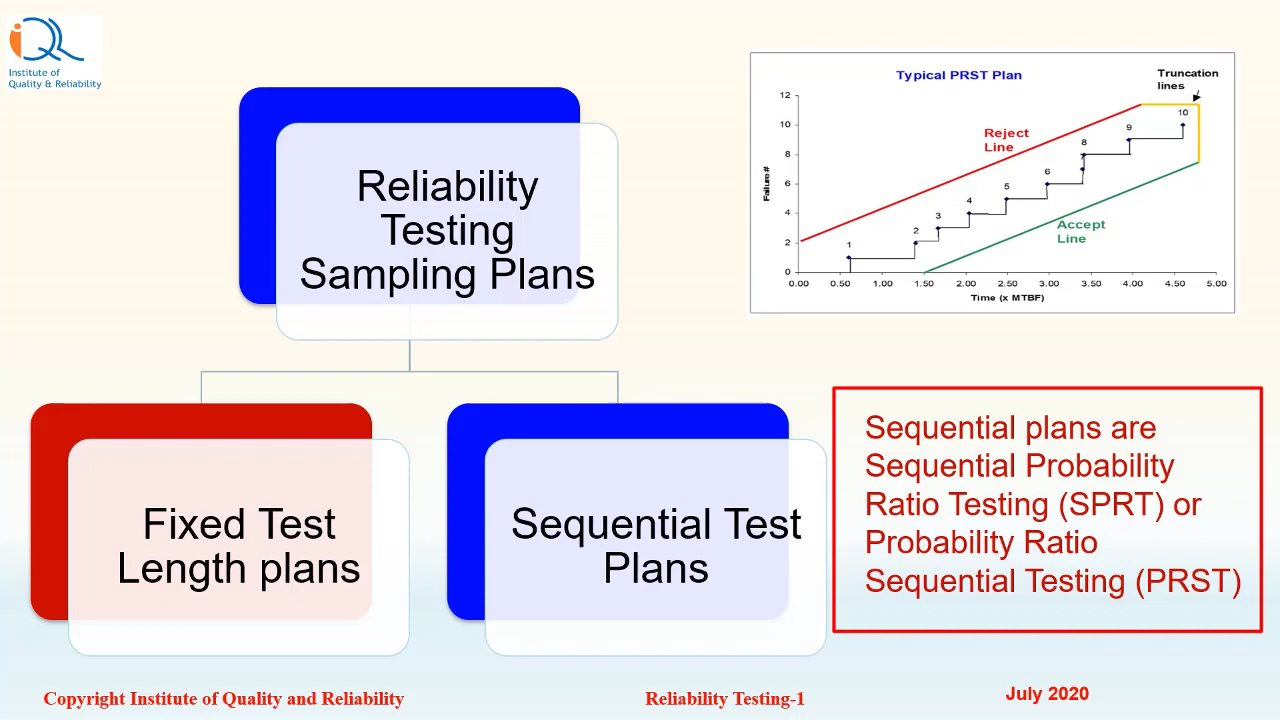 iQR
Institute of
Quality & Reliability
Reliability
Testing
Sampling Plans
Fixed Test
Length plans
Sequential Test
Plans
Typical PRST Plan
Truncation
lines
Reject
Line
Accept
Line
Failure #
12
10
8
6
4
2
0
1
2
3
4
5
6
7
8
9
10
0.00 0.50 1.00 1.50 2.00 2.50 3.00 3.50 4.00 4.50 5.00
Time (x MTBF)
Sequential plans are
Sequential Probability
Ratio Testing (SPRT) or
Probability Ratio
Sequential Testing (PRST)
Copyright Institute of Quality and Reliability
Reliability Testing-1
July 2020